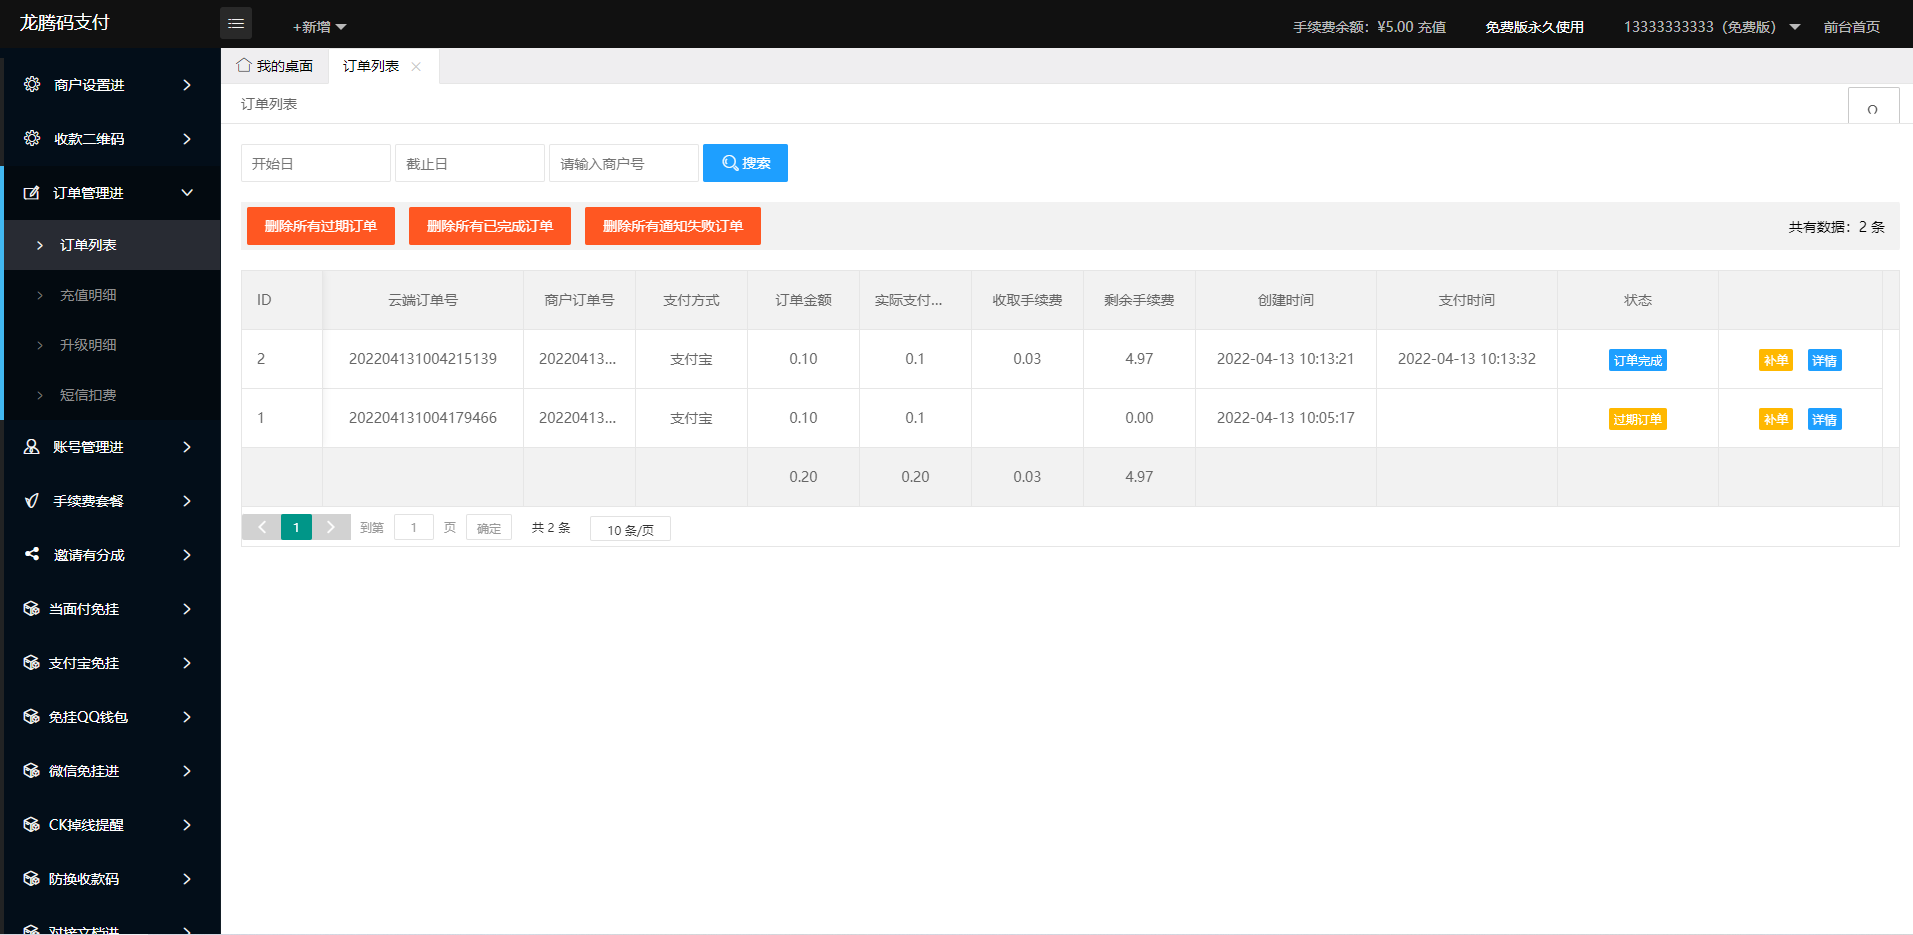 龙腾码支付
+新增
手续费余额：¥5.00 充值
免费版永久使用
13333333333（免费版）
前台首页
商户设置进
收款二维码
订单管理进
订单列表
充值明细
升级明细
短信扣费
账号管理进
手续费套餐
邀请有分成
当面付免挂
支付宝免挂
免挂QQ钱包
微信免挂进
CK掉线提醒
防换收款码
对接文档进
我的桌面 订单列表
订单列表
开始日 截止日 请输入商户号 搜索
删除所有过期订单 删除所有已完成订单 删除所有通知失败订单 共有数据：2 条
ID 云端订单号 商户订单号 支付方式 订单金额 实际支付... 收取手续费 剩余手续费 创建时间 支付时间 状态
2 202204131004215139 20220413... 支付宝 0.10 0.1 0.03 4.97 2022-04-13 10:13:21 2022-04-13 10:13:32 订单完成 补单 详情
1 202204131004179466 20220413... 支付宝 0.10 0.1 0.00 2022-04-13 10:05:17 过期订单 补单 详情
0.20 0.20 0.03 4.97
1 到第 1 页 确定 共 2 条 10 条/页